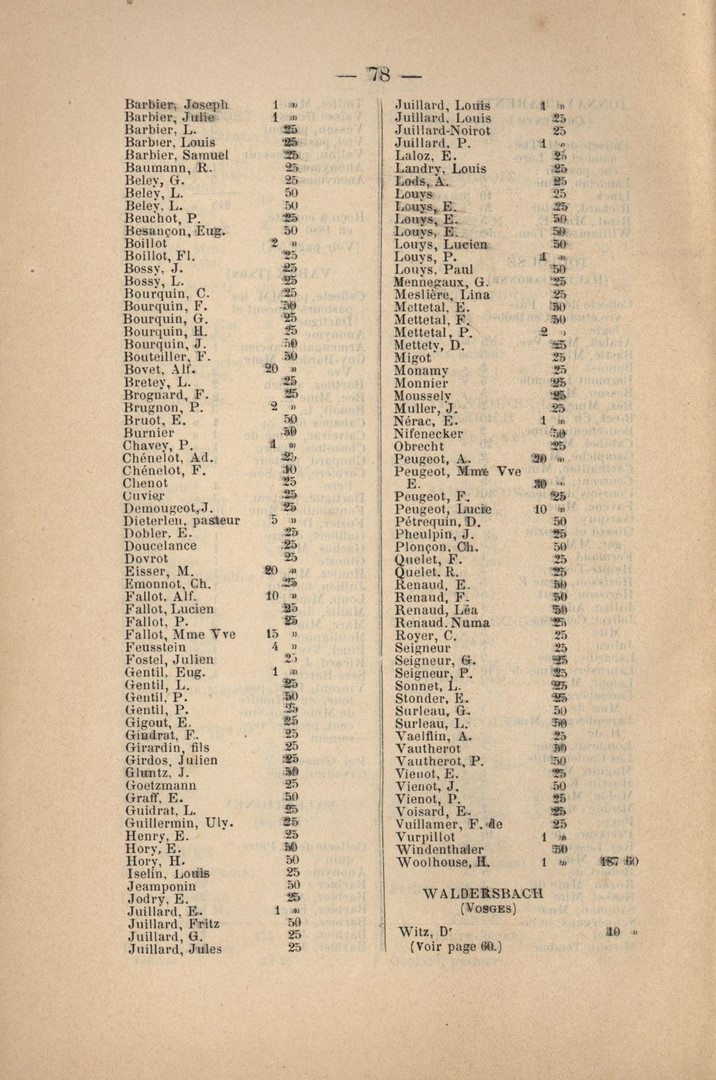 — 78 —
Barbier, Joseph 1 »
Barbier, Julie 1 »
Barbier, L. 25
Barbier, Louis 25
Barbier, Samuel 25
Baumann, R. 25
Beley, G. 25
Beley, L. 50
Beley, L. 50
Beuchot, P. 25
Besançon, Eug. 50
Boillot 2 »
Boillot, Fl. 25
Bossy, J. 25
Bossy, L. 25
Bourquin, C. 25
Bourquin, F. 50
Bourquin, G. 25
Bourquin, H. 25
Bourquin, J. 50
Bouteiller, F. 50
Bovet, Alf. 20 »
Bretey, L. 25
Brognard, F. 25
Brugnon, P. 2 »
Bruot, E. 50
Burnier 50
Chavey, P. 1 »
Chénelot, Ad. 25
Chénelot, F. 10
Chenot 25
Cuvier 25
Demougeot, J. 25
Dieterlen, pasteur 5 »
Dobler, E. 25
Doucelance 25
Dovrot 25
Eisser, M. 20 »
Emonnot, Ch. 25
Fallot, Alf. 10 »
Fallot, Lucien 25
Fallot, P. 25
Fallot, Mme Vve 15 »
Feusstein 4 »
Fostel, Julien 25
Gentil, Eug. 1 »
Gentil, L. 25
Gentil, P. 50
Gentil, P. 25
Gigout, E. 25
Gindrat, F. 25
Girardin, fils 25
Girdos, Julien 25
Gluntz, J. 50
Goetzmann 25
Graff, E. 50
Guidrat, L. 25
Guillermin, Uly. 25
Henry, E. 25
Hory, E. 50
Hory, H. 50
Iselin, Louis 25
Jeamponin 50
Jodry, E. 25
Juillard, E. 1 »
Juillard, Fritz 50
Juillard, G. 25
Juillard, Jules 25
Juillard, Louis 1 »
Juillard, Louis 25
Juillard-Noirot 25
Juillard, P. 1 »
Laloz, E. 25
Landry, Louis 25
Lods, A. 25
Louys 25
Louys, E. 25
Louys, E. 50
Louys, E. 50
Louys, Lucien 50
Louys, P. 1 »
Louys, Paul 50
Mennegaux, G. 25
Meslière, Lina 25
Mettetal, E. 50
Mettetal, F. 50
Mettetal, P. 2 »
Mettety, D. 25
Migot 25
Monamy 25
Monnier 25
Moussely 25
Muller, J. 25
Nérac, E. 1 »
Nifenecker 50
Obrecht 25
Peugeot, A. 20 »
Peugeot, Mme Vve
E. 30 »
Peugeot, F. 25
Peugeot, Lucie 10 »
Pétrequin, D. 50
Pheulpin, J. 25
Plonçon, Ch. 50
Quelet, F. 25
Quelet, R. 25
Renaud, E. 50
Renaud, F. 50
Renaud, Léa 50
Renaud, Numa 25
Royer, C. 25
Seigneur 25
Seigneur, G. 25
Seigneur, P. 25
Sonnet, L. 25
Stonder, E. 25
Surleau, G. 50
Surleau, L. 50
Vaelflin, A. 25
Vautherot 50
Vautherot, P. 50
Vienot, E. 25
Vienot, J. 50
Vienot, P. 25
Voisard, E. 25
Vuillamer, F. de 25
Vurpillot 1 »
Windenthaler 50
Woolhouse, H. 1 » 187 60
WALDERSBACH
(VOSGES)
Witz, Dr 10 »
(Voir page 60.)